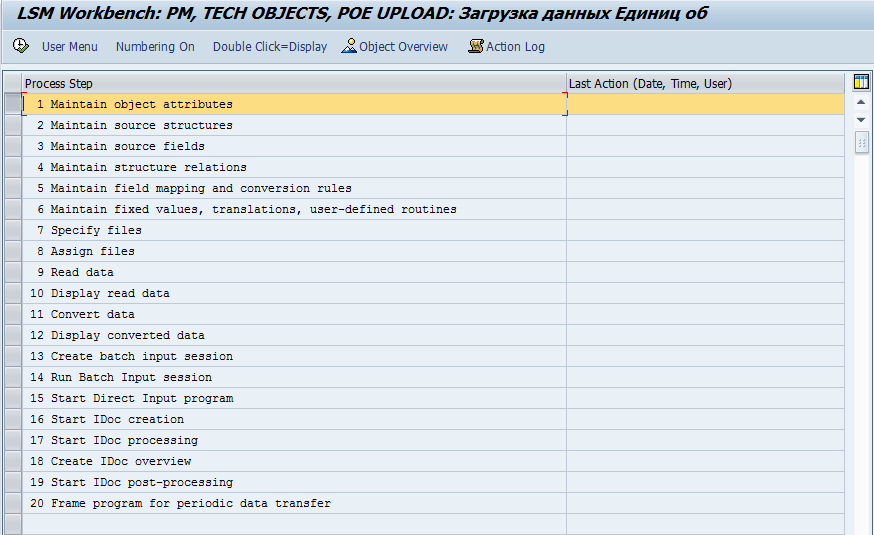 LSM Workbench: PM, TECH OBJECTS, POE UPLOAD: Загрузка данных Единиц об
User Menu Numbering On Double Click=Display Object Overview Action Log
Process Step Last Action (Date, Time, User)
1 Maintain object attributes
2 Maintain source structures
3 Maintain source fields
4 Maintain structure relations
5 Maintain field mapping and conversion rules
6 Maintain fixed values, translations, user-defined routines
7 Specify files
8 Assign files
9 Read data
10 Display read data
11 Convert data
12 Display converted data
13 Create batch input session
14 Run Batch Input session
15 Start Direct Input program
16 Start IDoc creation
17 Start IDoc processing
18 Create IDoc overview
19 Start IDoc post-processing
20 Frame program for periodic data transfer